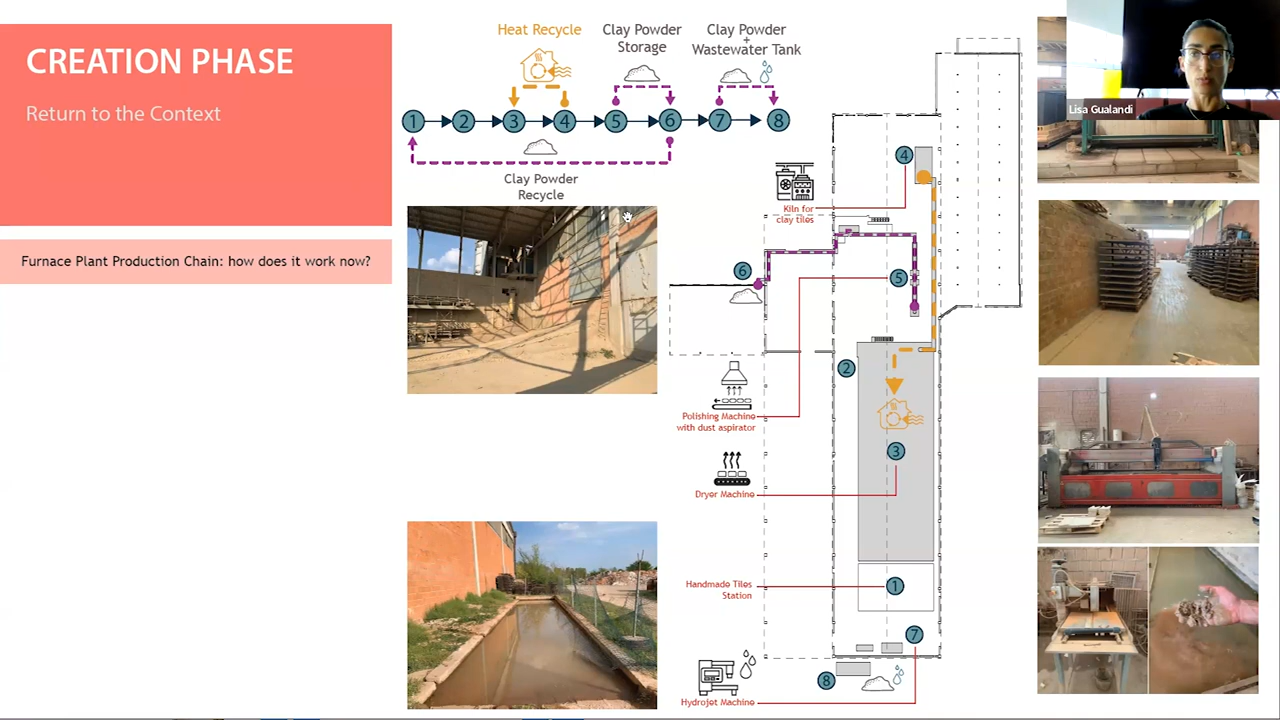 CREATION PHASE
Return to the Context
Furnace Plant Production Chain: how does it work now?
Heat Recycle
Clay Powder
Storage
Clay Powder
+
Wastewater Tank
1
2
3
4
5
6
7
8
Clay Powder
Recycle
Lisa Gualandi
4
Kiln for
clay tiles
6
5
2
Polishing Machine
with dust aspirator
3
Dryer Machine
Handmade Tiles
Station
1
7
8
Hydrojet Machine